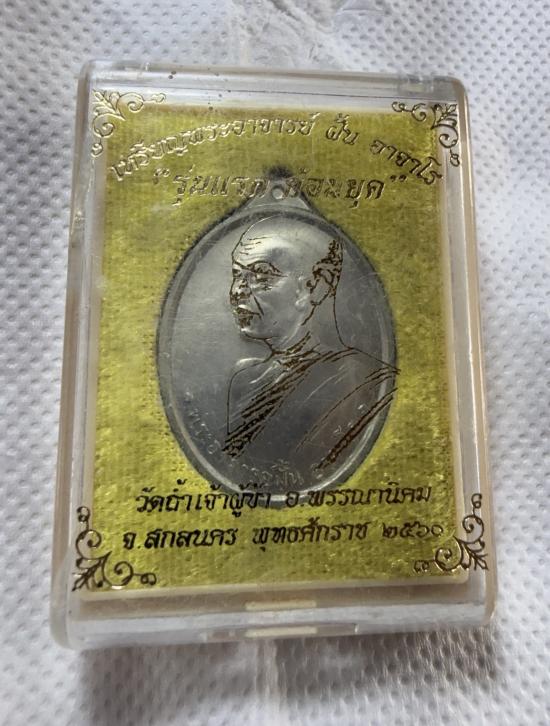 เหรียญพระอาจารย์ ฝั้น อาจาโร
"รุ่นแรก ย้อนยุค"
วัดถ้ำเจ้าผู้ข้า อ.พรรณานิคม
จ.สกลนคร พุทธศักราช ๒๕๖๐